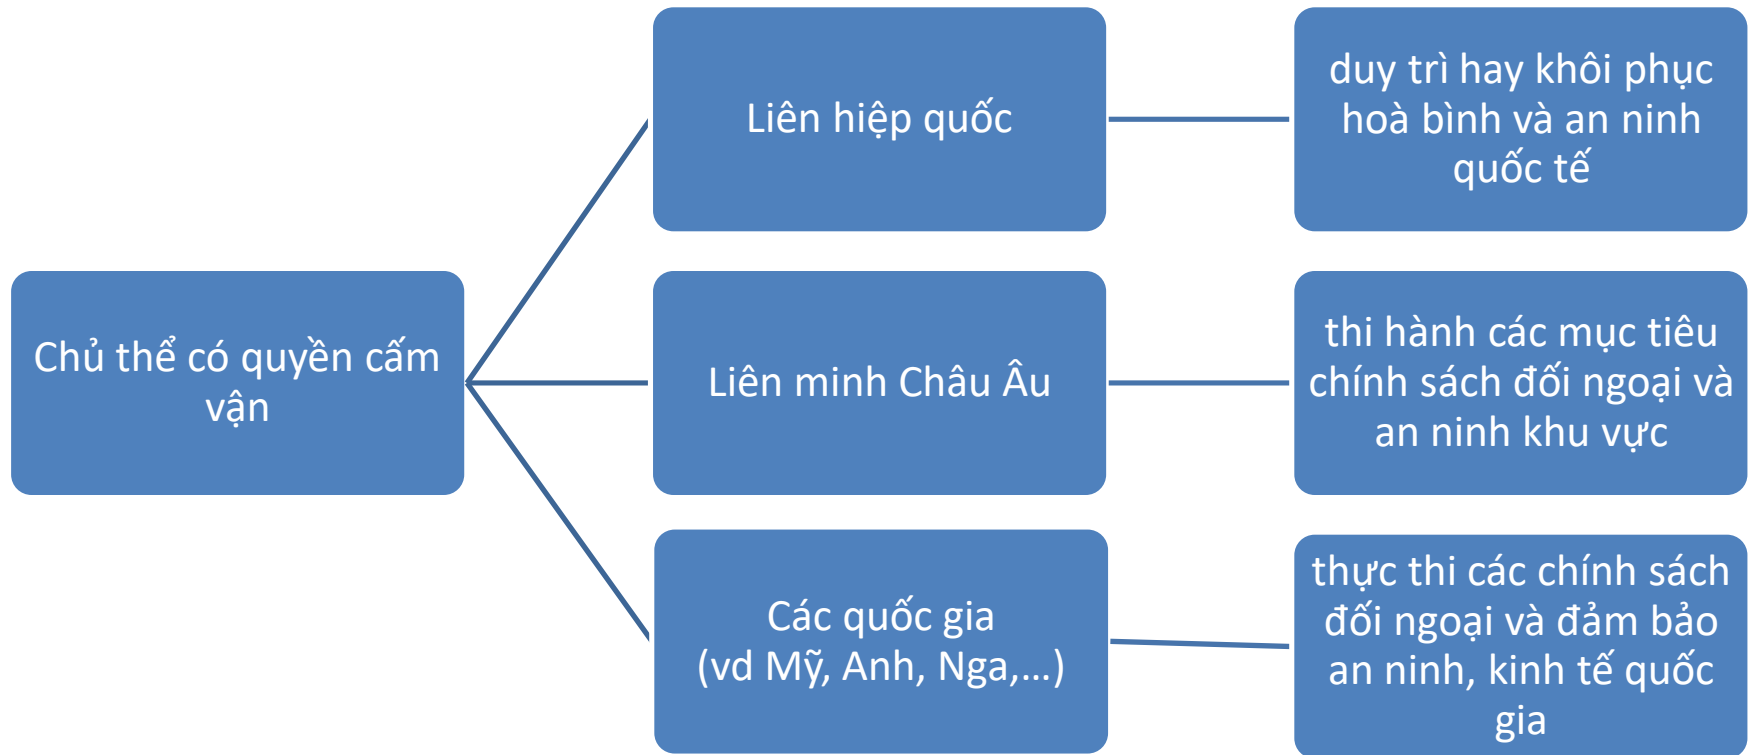 Chủ thể có quyền cấm
vận
Liên hiệp quốc
duy trì hay khôi phục
hoà bình và an ninh
quốc tế
Liên minh Châu Âu
thi hành các mục tiêu
chính sách đối ngoại và
an ninh khu vực
Các quốc gia
(vd Mỹ, Anh, Nga,...)
thực thi các chính sách
đối ngoại và đảm bảo
an ninh, kinh tế quốc
gia